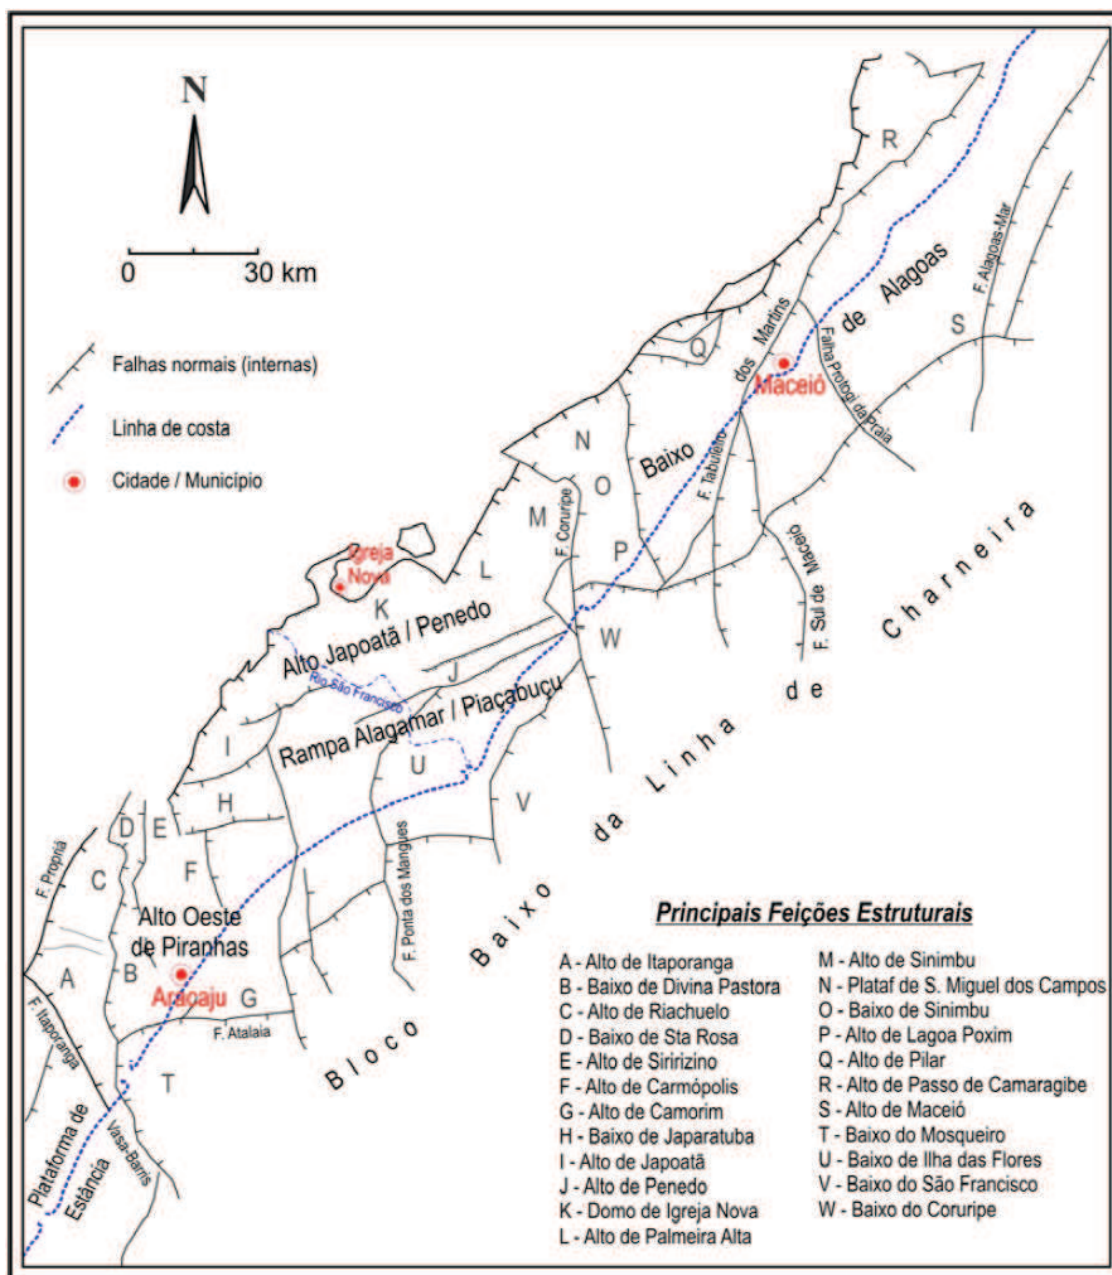 N
0 30 km
Falhas normais (internas)
Linha de costa
Cidade / Município
R
F. Alagoas-Mar
de Alagoas
S
dos Martins
Q
Maceió
Falha Protogi da Praia
N
Baixo
O
F. Tabuleiro
M
F. Coruripe
P
F. Sul de Maceió
Igreja
Nova
L
K
Alto Japoatã / Penedo
W
J
Rio São Francisco
Rampa Alagamar / Piaçabuçu
I
U
H
V
D
E
F. Propriá
C
F
F. Ponta dos Mangues
Alto Oeste
de Piranhas
A
B
Aracaju
G
F. Itaporanga
F. Atalaia
T
Vasa-Barris
Plataforma de
Estância
Bloco Baixo da Linha de Charneira
Principais Feições Estruturais
A - Alto de Itaporanga
B - Baixo de Divina Pastora
C - Alto de Riachuelo
D - Baixo de Sta Rosa
E - Alto de Siririzino
F - Alto de Carmópolis
G - Alto de Camorim
H - Baixo de Japaratuba
I - Alto de Japoatã
J - Alto de Penedo
K - Domo de Igreja Nova
L - Alto de Palmeira Alta
M - Alto de Sinimbu
N - Plataf de S. Miguel dos Campos
O - Baixo de Sinimbu
P - Alto de Lagoa Poxim
Q - Alto de Pilar
R - Alto de Passo de Camaragibe
S - Alto de Maceió
T - Baixo do Mosqueiro
U - Baixo de Ilha das Flores
V - Baixo do São Francisco
W - Baixo do Coruripe